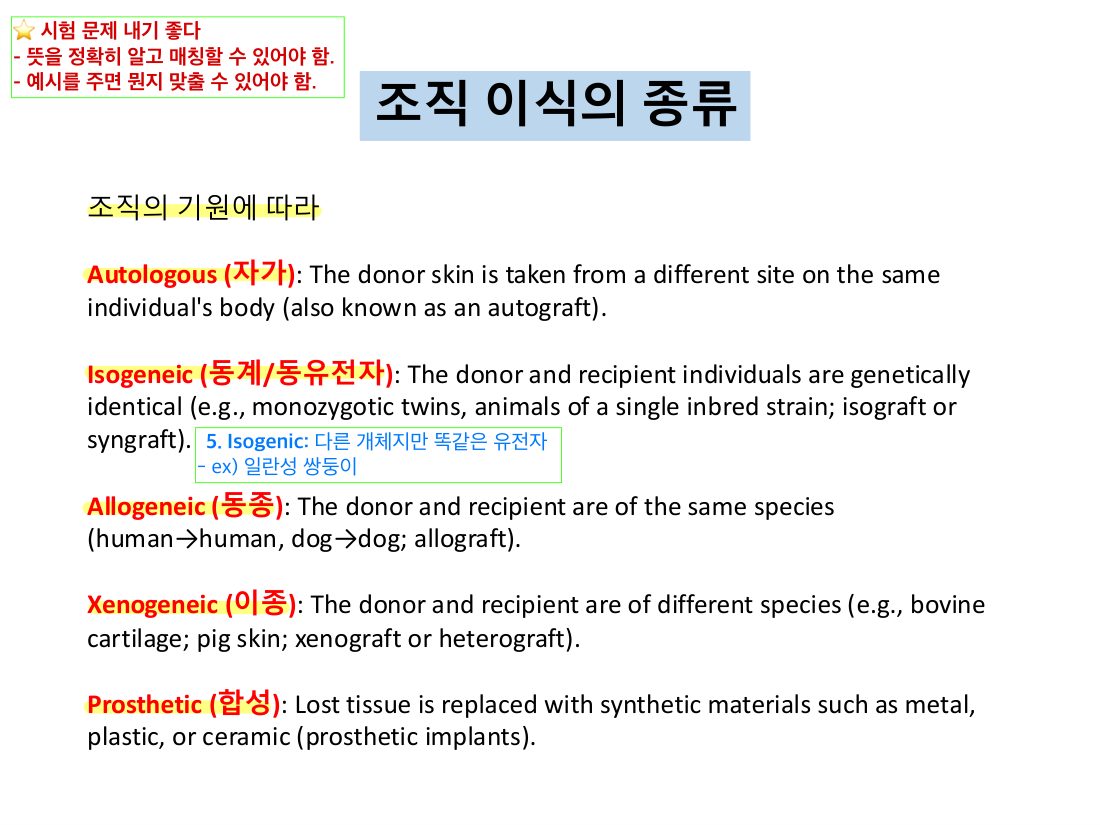 ⭐ 시험 문제 내기 좋다
- 뜻을 정확히 알고 매칭할 수 있어야 함.
- 예시를 주면 뭔지 맞출 수 있어야 함.
조직 이식의 종류
조직의 기원에 따라
Autologous (자가): The donor skin is taken from a different site on the same
individual's body (also known as an autograft).
Isogeneic (동계/동유전자): The donor and recipient individuals are genetically
identical (e.g., monozygotic twins, animals of a single inbred strain; isograft or
syngraft).
5. Isogenic: 다른 개체지만 똑같은 유전자
- ex) 일란성 쌍둥이
Allogeneic (동종): The donor and recipient are of the same species
(human→human, dog→dog; allograft).
Xenogeneic (이종): The donor and recipient are of different species (e.g., bovine
cartilage; pig skin; xenograft or heterograft).
Prosthetic (합성): Lost tissue is replaced with synthetic materials such as metal,
plastic, or ceramic (prosthetic implants).